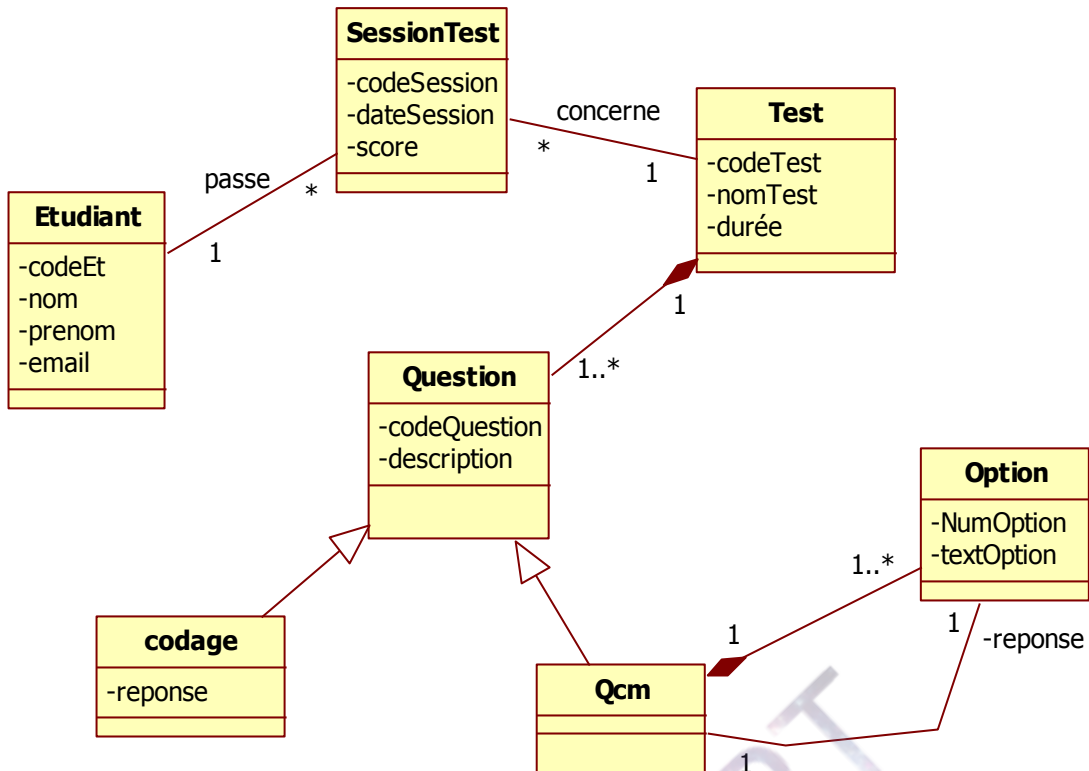 SessionTest
-codeSession
-dateSession
-score
concerne
*
1
Test
-codeTest
-nomTest
-durée
passe
*
1
Etudiant
-codeEt
-nom
-prenom
-email
1
1..*
Question
-codeQuestion
-description
Option
-NumOption
-textOption
1..*
1
1
-reponse
codage
-reponse
Qcm
1